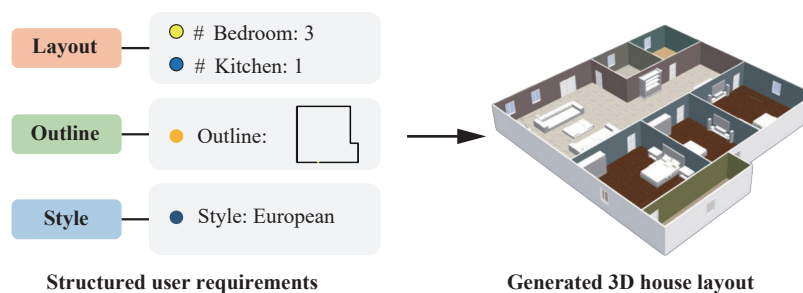 Layout
# Bedroom: 3
# Kitchen: 1
Outline
Outline:
Style
Style: European
Structured user requirements
Generated 3D house layout